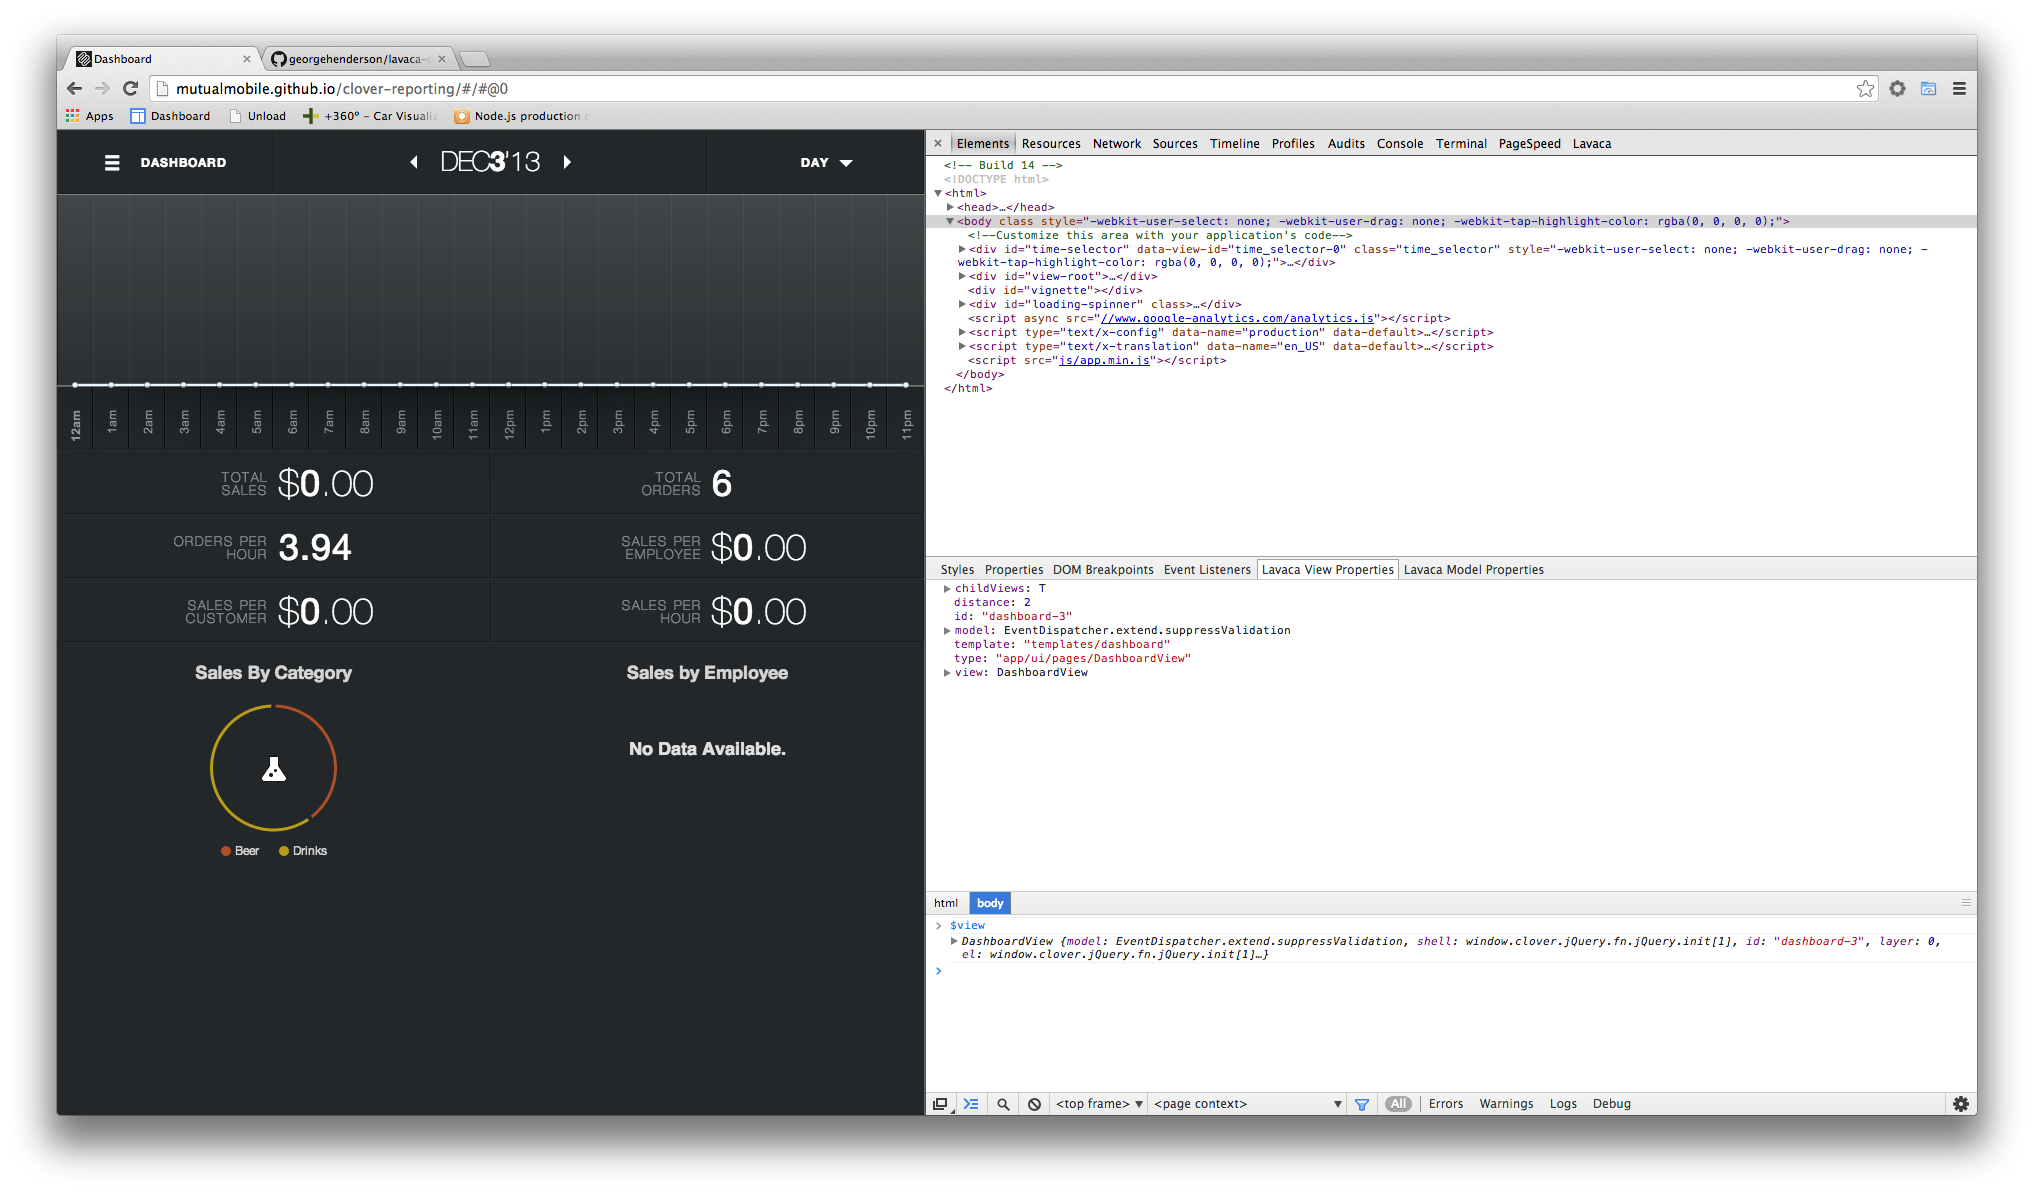 Dashboard
georgehenderson/lavaca-
mutualmobile.github.io/clover-reporting/#/#@0
Apps Dashboard Unload +360° – Car Visualiz Node.js production
DASHBOARD DEC3'13 DAY
12am 1am 2am 3am 4am 5am 6am 7am 8am 9am 10am 11am 12pm 1pm 2pm 3pm 4pm 5pm 6pm 7pm 8pm 9pm 10pm 11pm
TOTAL SALES $0.00
TOTAL ORDERS 6
ORDERS PER HOUR 3.94
SALES PER EMPLOYEE $0.00
SALES PER CUSTOMER $0.00
SALES PER HOUR $0.00
Sales By Category
Beer Drinks
Sales by Employee
No Data Available.
Elements Resources Network Sources Timeline Profiles Audits Console Terminal PageSpeed Lavaca
<!-- Build 14 -->
<!DOCTYPE html>
<html>
<head>…</head>
<body class style="-webkit-user-select: none; -webkit-user-drag: none; -webkit-tap-highlight-color: rgba(0, 0, 0, 0);">
<!--Customize this area with your application's code-->
<div id="time-selector" data-view-id="time_selector-0" class="time_selector" style="-webkit-user-select: none; -webkit-user-drag: none; -
webkit-tap-highlight-color: rgba(0, 0, 0, 0);">…</div>
<div id="view-root">…</div>
<div id="vignette"></div>
<div id="loading-spinner" class>…</div>
<script async src="//www.google-analytics.com/analytics.js"></script>
<script type="text/x-config" data-name="production" data-default>…</script>
<script type="text/x-translation" data-name="en_US" data-default>…</script>
<script src="js/app.min.js"></script>
</body>
</html>
Styles Properties DOM Breakpoints Event Listeners Lavaca View Properties Lavaca Model Properties
childViews: T
distance: 2
id: "dashboard-3"
model: EventDispatcher.extend.suppressValidation
template: "templates/dashboard"
type: "app/ui/pages/DashboardView"
view: DashboardView
html body
> $view
DashboardView {model: EventDispatcher.extend.suppressValidation, shell: window.clover.jQuery.fn.jQuery.init[1], id: "dashboard-3", layer: 0,
el: window.clover.jQuery.fn.jQuery.init[1]…}
>
<top frame> <page context> All Errors Warnings Logs Debug